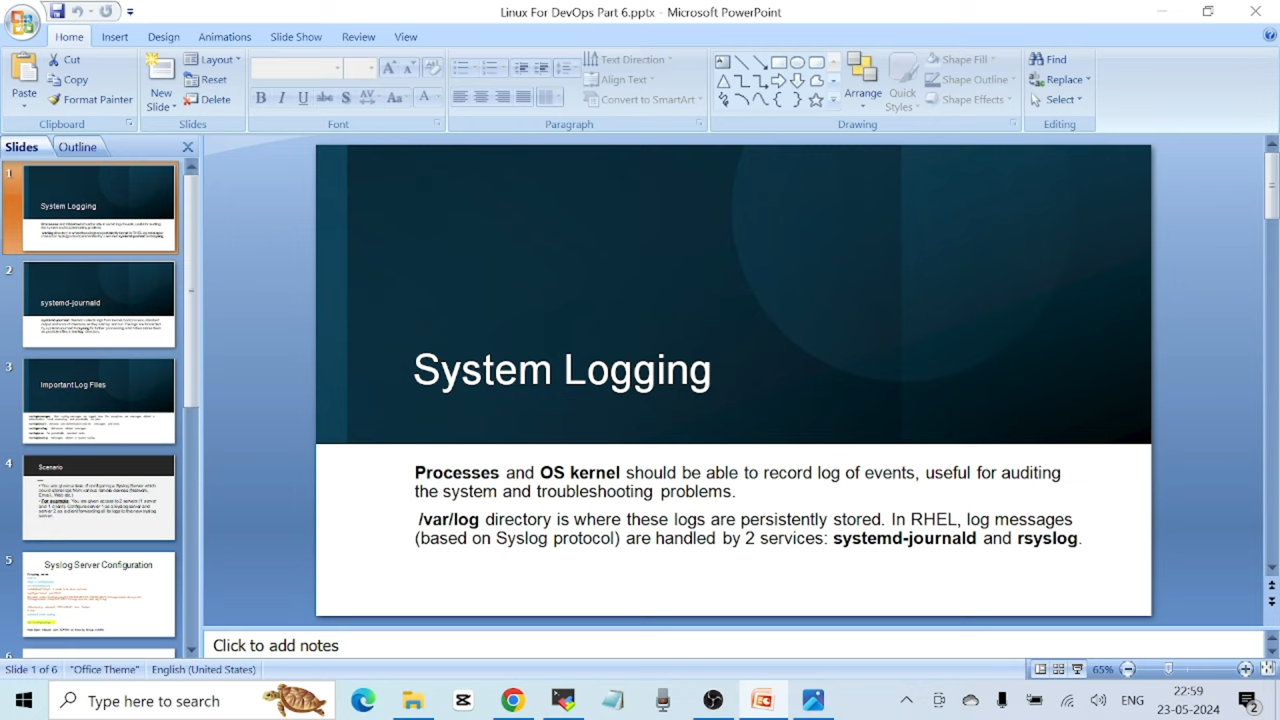 Linux For DevOps Part 6.pptx - Microsoft PowerPoint
Home Insert Design Animations Slide Show Review View
Cut Layout Text Direction Shape Fill Find
Copy Reset Align Text Shape Outline Replace
Paste Format Painter New Slide Delete Convert to SmartArt Arrange Quick Styles Shape Effects Select
Clipboard Slides Font Paragraph Drawing Editing
Slides Outline
1
System Logging
2
systemd-journald
3
Important Log Files
4
Scenario
5
Syslog Server Configuration
6
System Logging
Processes and OS kernel should be able to record log of events, useful for auditing
the system and troubleshooting problems.
/var/log directory is where these logs are persistently stored. In RHEL, log messages
(based on Syslog protocol) are handled by 2 services: systemd-journald and rsyslog.
Click to add notes
Slide 1 of 6 "Office Theme" English (United States) 65%
Type here to search ENG 22:59
23-05-2024 2